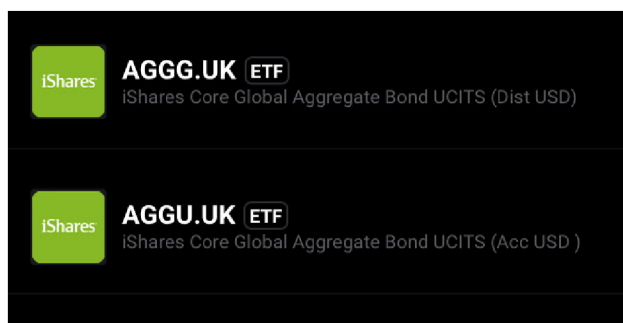 iShares
AGGG.UK ETF
iShares Core Global Aggregate Bond UCITS (Dist USD)
iShares
AGGU.UK ETF
iShares Core Global Aggregate Bond UCITS (Acc USD )